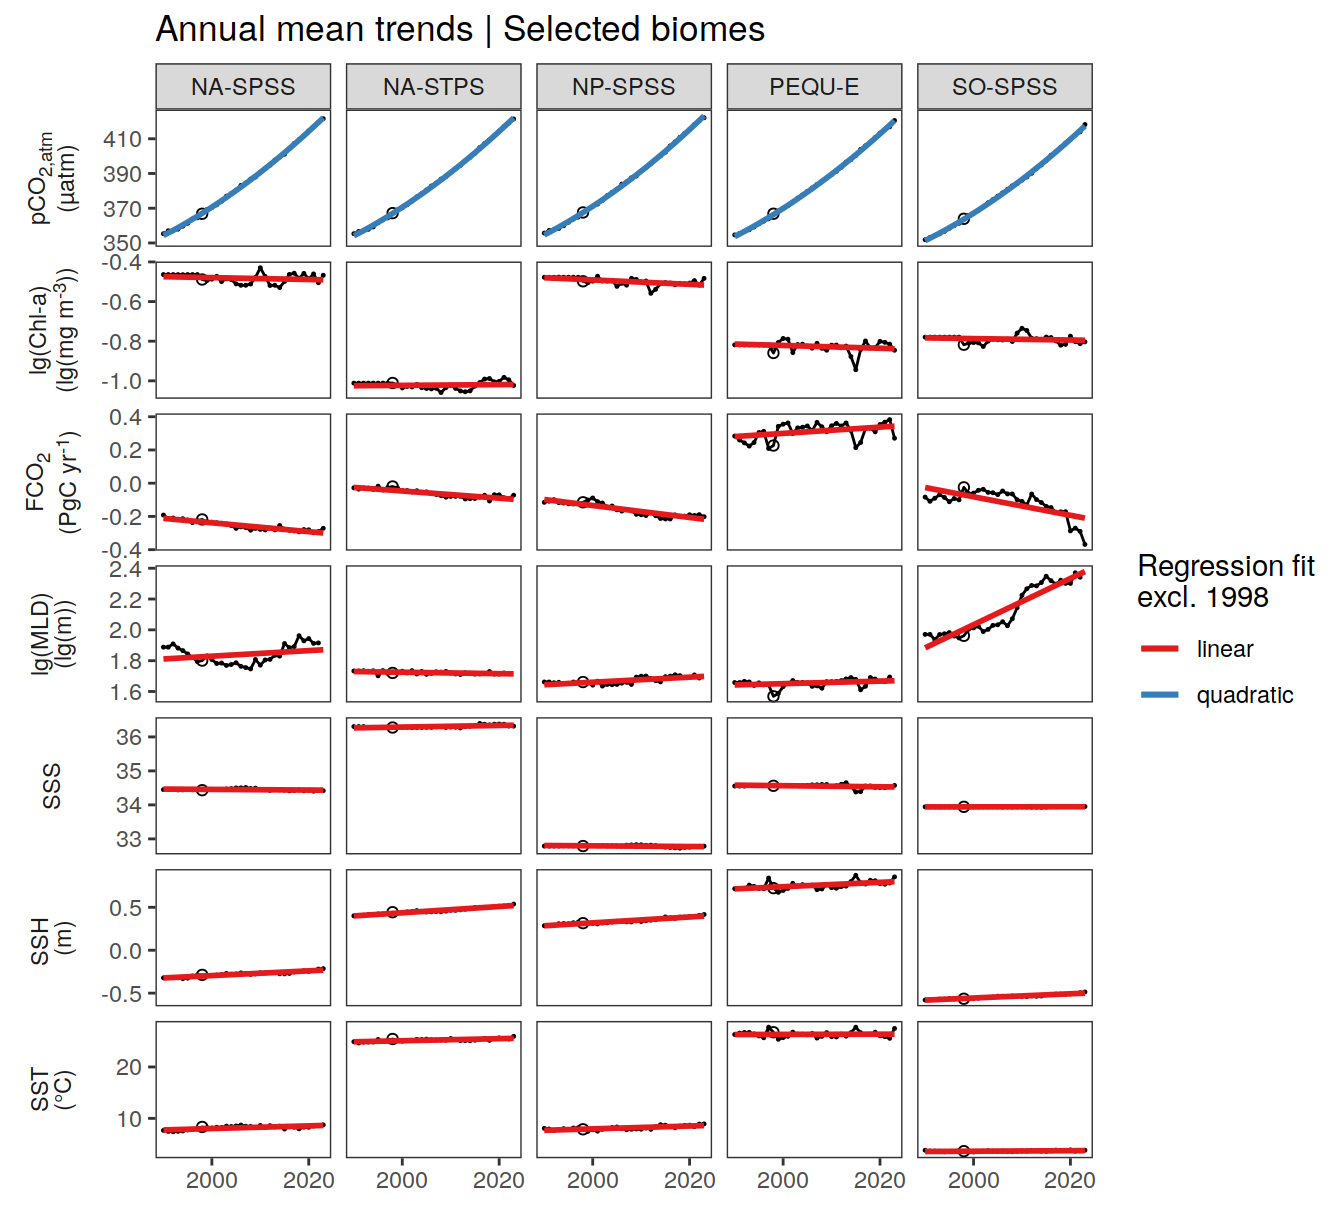 Annual mean trends | Selected biomes
NA-SPSS NA-STPS NP-SPSS PEQU-E SO-SPSS
pCO2,atm
(µatm)
410
390
370
350
lg(Chl-a)
(lg(mg m-3))
-0.4
-0.6
-0.8
-1.0
FCO2
(PgC yr-1)
0.4
0.2
0.0
-0.2
-0.4
lg(MLD)
(lg(m))
2.4
2.2
2.0
1.8
1.6
SSS
36
35
34
33
SSH
(m)
0.5
0.0
-0.5
SST
(°C)
20
10
2000 2020 2000 2020 2000 2020 2000 2020 2000 2020
Regression fit
excl. 1998
linear
quadratic